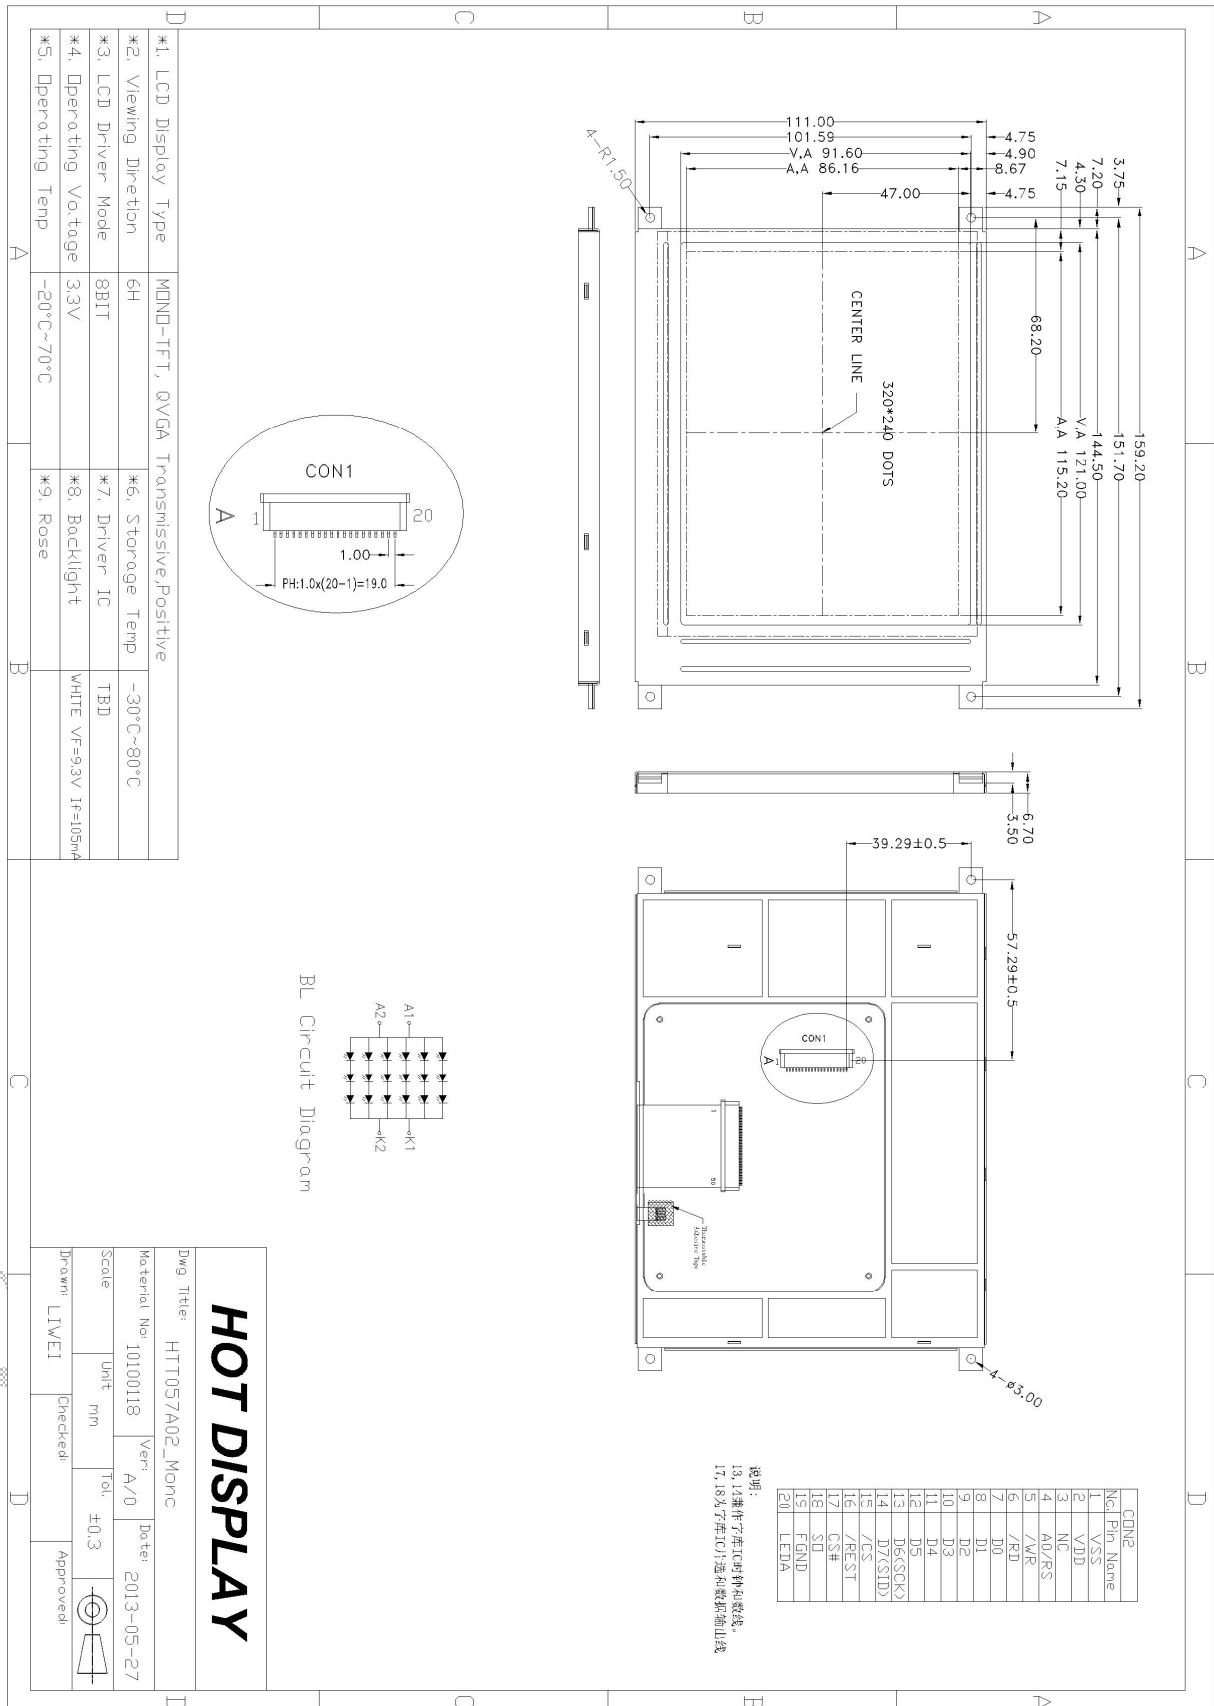 D
C
B
A
111.00
101.59
V.A 91.60
A.A 86.16
47.00
4.75
4.90
8.67
4.75
4-R1.50
3.75
7.20
4.30
7.15
159.20
151.70
144.50
V.A 121.00
A.A 115.20
68.20
CENTER LINE
320*240 DOTS
6.70
3.50
39.29±0.5
57.29±0.5
4-ø3.00
CON1
A
1
20
1
50
Adhesive Tape
CON1
1
20
1.00
PH:1.0x(20-1)=19.0
A
BL Circuit Diagram
A1
A2
K1
K2
CON2
No. Pin Name
1 VSS
2 VDD
3 NC
4 A0/RS
5 /WR
6 /RD
7 D0
8 D1
9 D2
10 D3
11 D4
12 D5
13 D6(SCK)
14 D7(SID)
15 /CS
16 /REST
17 CS#
18 SO
19 FGND
20 LEDA
说明:
13,14兼作字库IC时钟和数线。
17,18为字库IC片选和数据输出线
*1. LCD Display Type MONO-TFT, QVGA Transmissive,Positive
*2. Viewing Diretion 6H *6. Storage Temp -30°C~80°C
*3. LCD Driver Mode 8BIT *7. Driver IC TBD
*4. Operating Voltage 3.3V *8. Backlight WHITE VF=9.3V If=105mA
*5. Operating Temp -20°C~70°C *9. Rose
HOT DISPLAY
Dwg Title: HTT057A02_Mono
Material No: 10100118 Ver: A/0 Date: 2013-05-27
Scale Unit mm Tol. ±0.3
Drawn: LIWEI Checked: Approved:
A
B
C
D
A
B
C
D
D
C
B
A